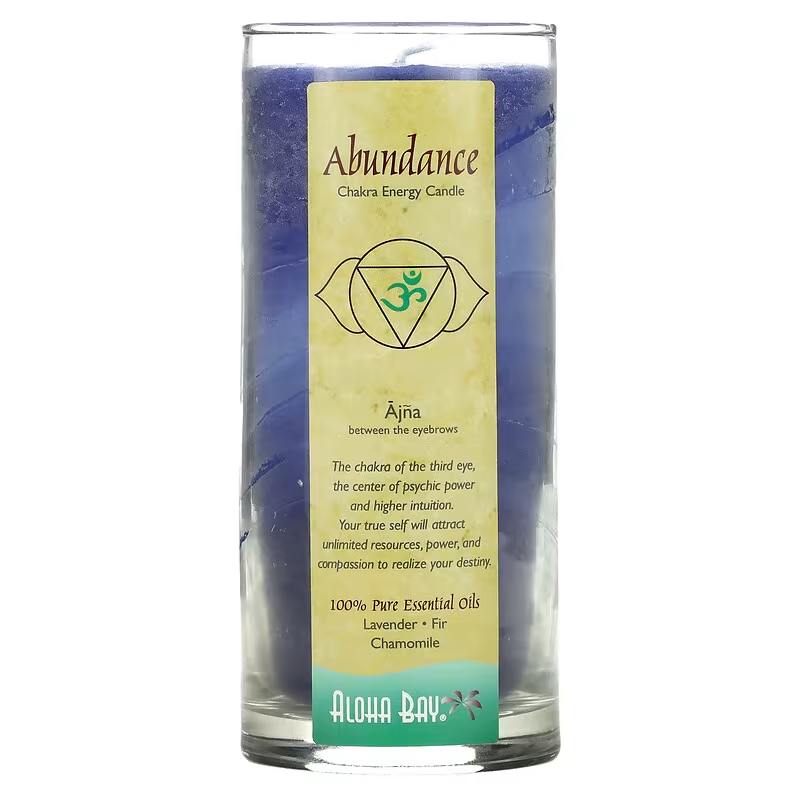 Abundance
Chakra Energy Candle
ॐ
Ājña
between the eyebrows
The chakra of the third eye,
the center of psychic power
and higher intuition.
Your true self will attract
unlimited resources, power, and
compassion to realize your destiny.
100% Pure Essential Oils
Lavender • Fir
Chamomile
ALOHA BAY®